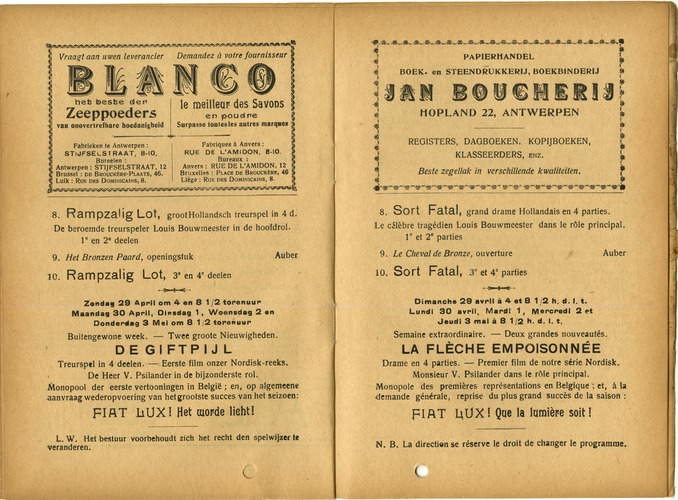 Vraagt aan uwen leverancier Demandez à votre fournisseur
BLANCO
het beste der
Zeeppoeders
van onovertrefbare hoedanigheid
le meilleur des Savons
en poudre
Surpasse toutes les autres marques
Fabrieken te Antwerpen :
STIJFSELSTRAAT, 8-10.
Bureelen :
Antwerpen : STIJFSELSTRAAT, 12
Brussel : DE BROUCKÈRE-PLAATS, 46
Luik : RUE DES DOMINICAINS, 8.
Fabriques à Anvers :
RUE DE L'AMIDON, 8-10.
Bureaux :
Anvers : RUE DE L'AMIDON, 12
Bruxelles : PLACE DE BROUCKÈRE, 46
Liége : RUE DES DOMINICAINS, 8.
8. Rampzalig Lot, groot Hollandsch treurspel in 4 d.
De beroemde treurspeler Louis Bouwmeester in de hoofdrol.
1e en 2e deelen
9. Het Bronzen Paard, openingstuk Auber
10. Rampzalig Lot, 3e en 4e deelen
Zondag 29 April om 4 en 8 1/2 torenuur
Maandag 30 April, Dinsdag 1, Woensdag 2 en
Donderdag 3 Mei om 8 1/2 torenuur
Buitengewone week. — Twee groote Nieuwigheden.
DE GIFTPIJL
Treurspel in 4 deelen. — Eerste film onzer Nordisk-reeks.
De Heer V. Psilander in de bijzonderste rol.
Monopool der eerste vertooningen in België ; en, op algemeene
aanvraag wederopvoering van het grootste succes van het seizoen:
FIAT LUX! Het worde licht!
L. W. Het bestuur voorbehoudt zich het recht den spelwijzer te
veranderen.
PAPIERHANDEL
BOEK- en STEENDRUKKERIJ, BOEKBINDERIJ
JAN BOUCHERIJ
HOPLAND 22, ANTWERPEN
REGISTERS, DAGBOEKEN. KOPIJBOEKEN,
KLASSEERDERS, ENZ.
Beste zegellak in verschillende kwaliteiten.
8. Sort Fatal, grand drame Hollandais en 4 parties.
Le célèbre tragédien Louis Bouwmeester dans le rôle principal.
1e et 2e parties
9. Le Cheval de Bronze, ouverture Auber
10. Sort Fatal, 3e et 4e parties
Dimanche 29 avril à 4 et 8 1/2 h. d. l. t.
Lundi 30 avril, Mardi 1, Mercredi 2 et
Jeudi 3 mai à 8 1/2 h. d. l. t.
Semaine extraordinaire. — Deux grandes nouveautés.
LA FLÈCHE EMPOISONNÉE
Drame en 4 parties. — Premier film de notre série Nordisk.
Monsieur V. Psilander dans le rôle principal.
Monopole des premières représentations en Belgique ; et, à la
demande générale, reprise du plus grand succès de la saison :
FIAT LUX! Que la lumière soit !
N. B. La direction se réserve le droit de changer le programme.